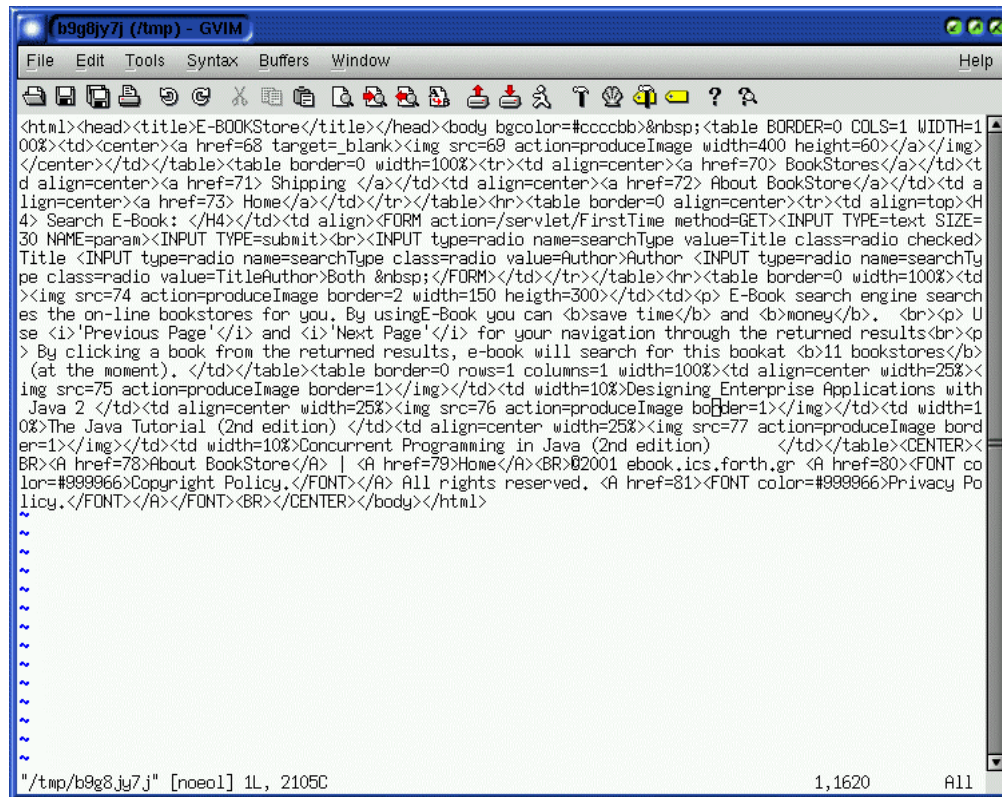 b9g8jy7j (/tmp) - GVIM
File Edit Tools Syntax Buffers Window Help
<html><head><title>E-BOOKStore</title></head><body bgcolor=#ccccbb>&nbsp;<table BORDER=0 COLS=1 WIDTH=1
00%><td><center><a href=68 target=_blank><img src=69 action=produceImage width=400 height=60></a></img>
</center></td></table><table border=0 width=100%><tr><td align=center><a href=70> BookStores</a></td><t
d align=center><a href=71> Shipping </a></td><td align=center><a href=72> About BookStore</a></td><td a
lign=center><a href=73> Home</a></td></tr></table><hr><table border=0 align=center><tr><td align=top><H
4> Search E-Book: </H4></td><td align><FORM action=/servlet/FirstTime method=GET><INPUT TYPE=text SIZE=
30 NAME=param><INPUT TYPE=submit><br><INPUT type=radio name=searchType value=Title class=radio checked>
Title <INPUT type=radio name=searchType class=radio value=Author>Author <INPUT type=radio name=searchTy
pe class=radio value=TitleAuthor>Both &nbsp;</FORM></td></tr></table><hr><table border=0 width=100%><td
><img src=74 action=produceImage border=2 width=150 heigth=300></td><td><p> E-Book search engine search
es the on-line bookstores for you. By usingE-Book you can <b>save time</b> and <b>money</b>.  <br><p> U
se <i>'Previous Page'</i> and <i>'Next Page'</i> for your navigation through the returned results<br><p
> By clicking a book from the returned results, e-book will search for this bookat <b>11 bookstores</b>
 (at the moment). </td></table><table border=0 rows=1 columns=1 width=100%><td align=center width=25%><
img src=75 action=produceImage border=1></img></td><td width=10%>Designing Enterprise Applications with
 Java 2 </td><td align=center width=25%><img src=76 action=produceImage border=1></img></td><td width=1
0%>The Java Tutorial (2nd edition) </td><td align=center width=25%><img src=77 action=produceImage bord
er=1></img></td><td width=10%>Concurrent Programming in Java (2nd edition)       </td></table><CENTER><
BR><A href=78>About BookStore</A> | <A href=79>Home</A><BR>@2001 ebook.ics.forth.gr <A href=80><FONT co
lor=#999966>Copyright Policy.</FONT></A> All rights reserved. <A href=81><FONT color=#999966>Privacy Po
licy.</FONT></A></FONT><BR></CENTER></body></html>
~
~
~
~
~
~
~
~
~
~
~
~
~
"/tmp/b9g8jy7j" [noeol] 1L, 2105C 1,1620 All